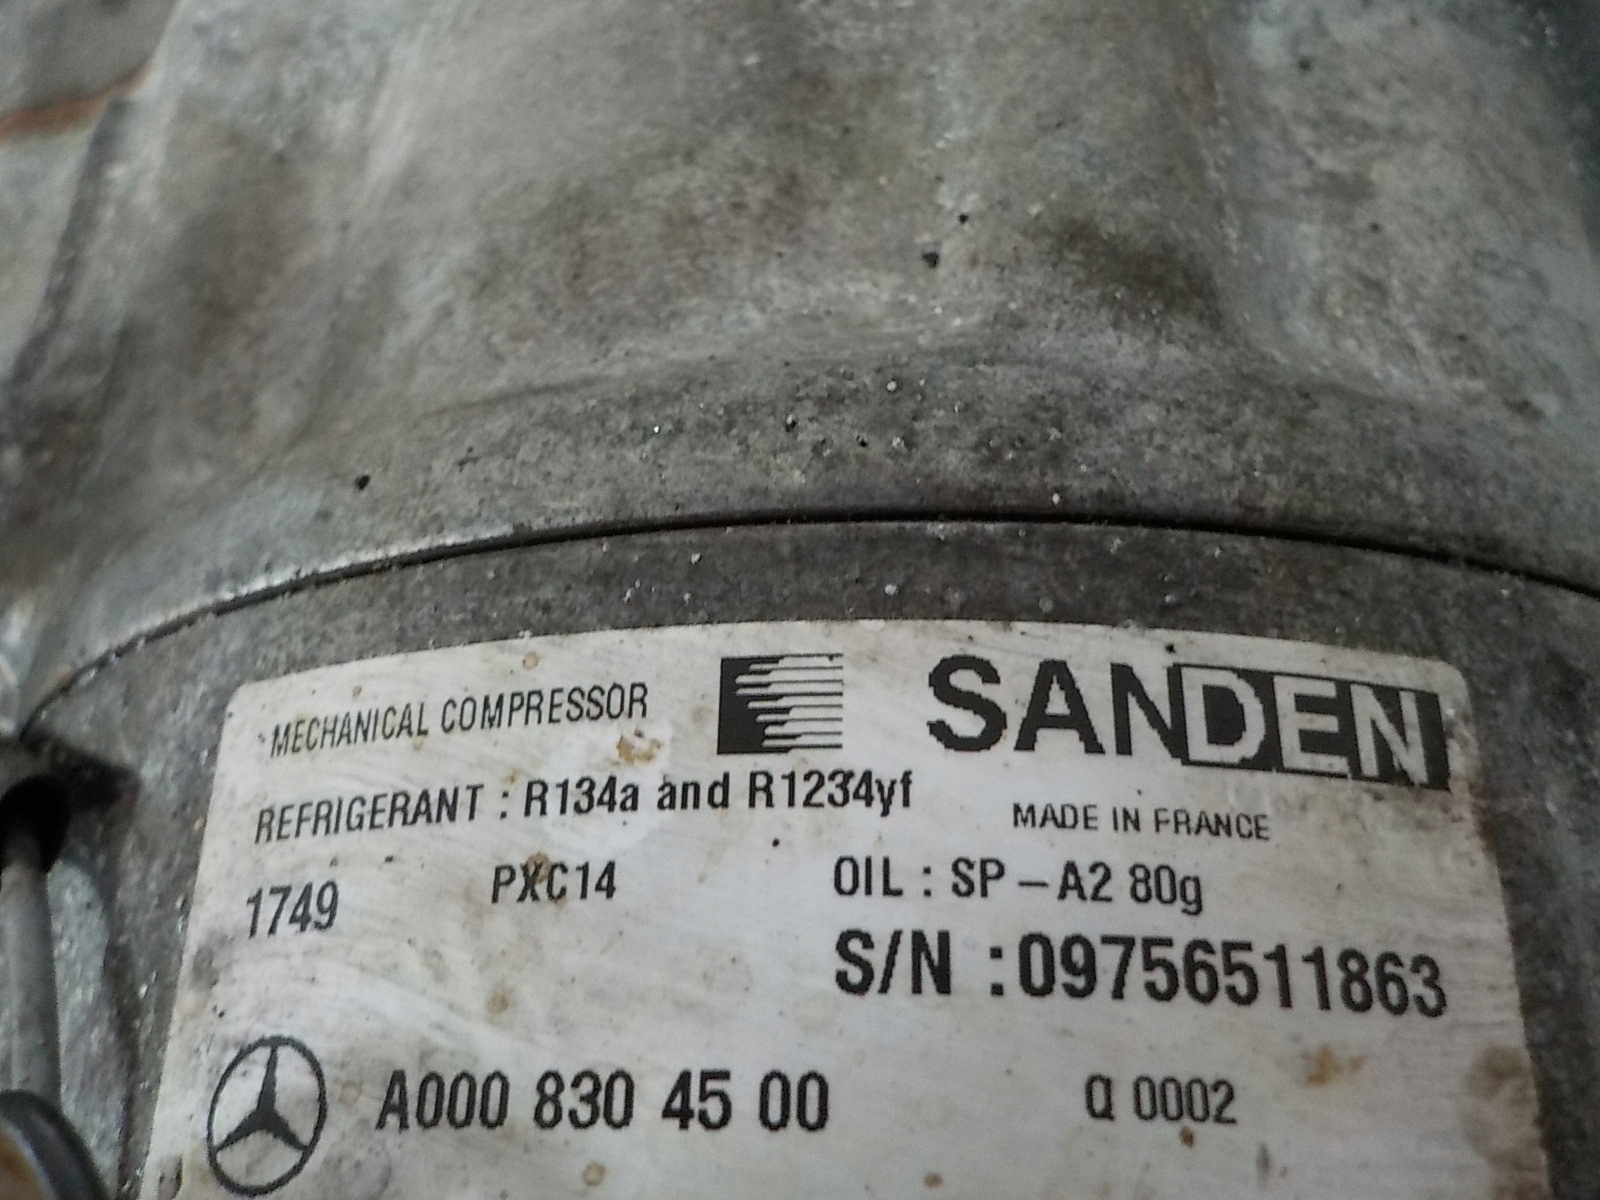 MECHANICAL COMPRESSOR
SANDEN
REFRIGERANT : R134a and R1234yf
MADE IN FRANCE
1749 PXC14 OIL : SP-A2 80g
S/N : 09756511863
A000 830 45 00 Q 0002